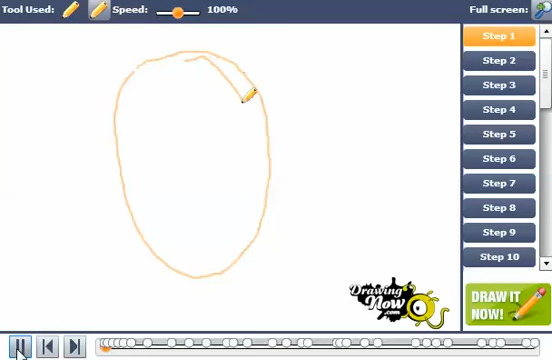 Tool Used: Speed: 100% Full screen:
Step 1
Step 2
Step 3
Step 4
Step 5
Step 6
Step 7
Step 8
Step 9
Step 10
Drawing
Now
.com
DRAW IT
NOW!